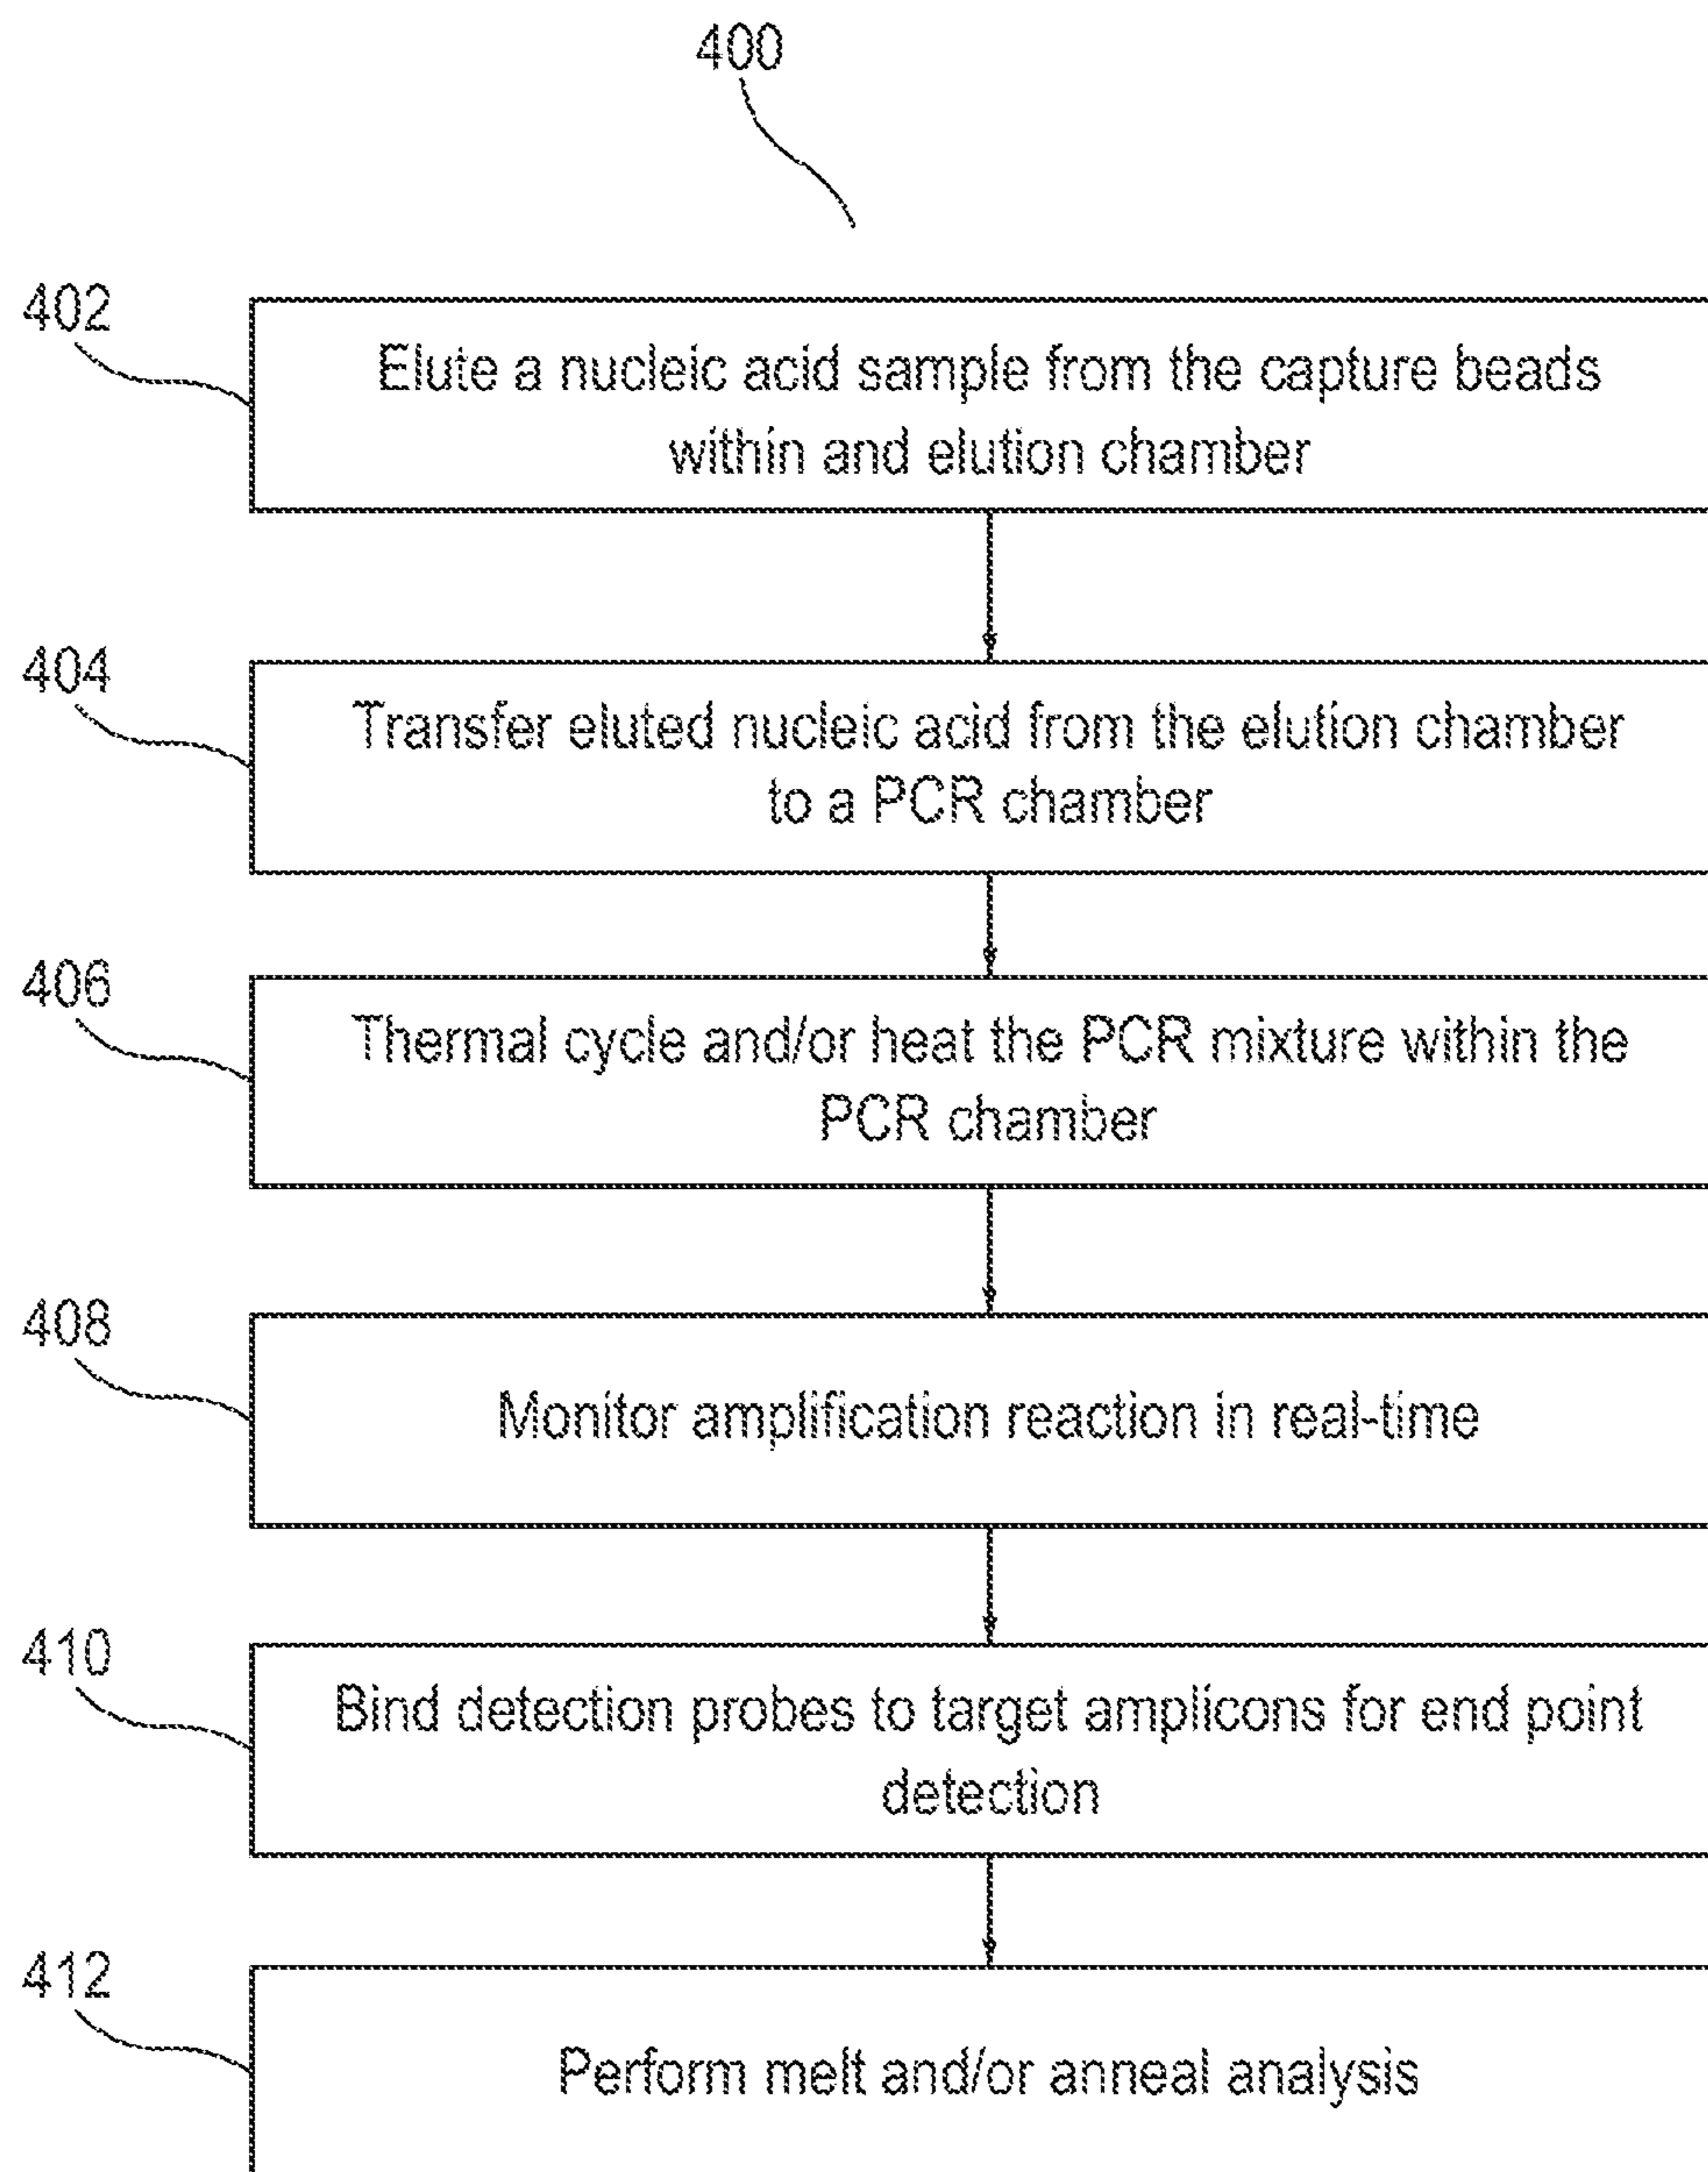 400
402
Elute a nucleic acid sample from the capture beads
within and elution chamber
404
Transfer eluted nucleic acid from the elution chamber
to a PCR chamber
406
Thermal cycle and/or heat the PCR mixture within the
PCR chamber
408
Monitor amplification reaction in real-time
410
Bind detection probes to target amplicons for end point
detection
412
Perform melt and/or anneal analysis